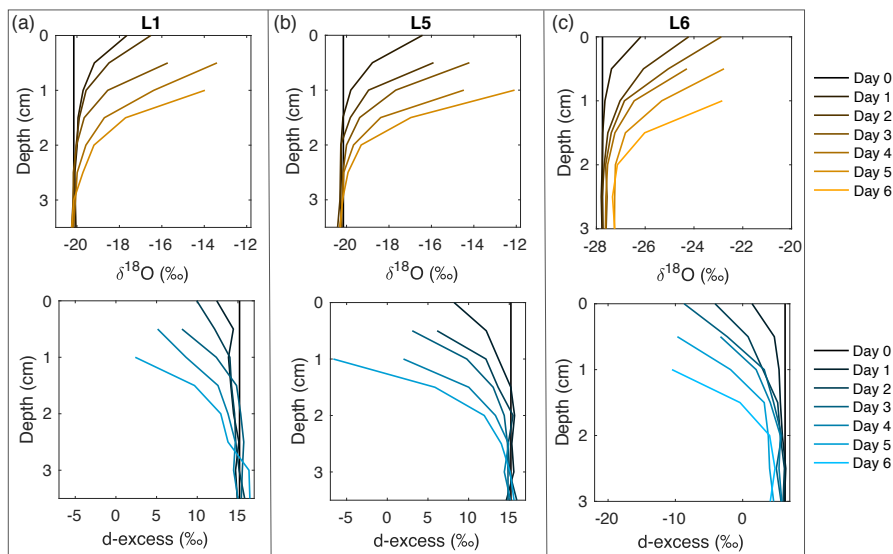 (a) L1
0
1
2
3
Depth (cm)
-20 -18 -16 -14 -12
δ18O (‰)
0
1
2
3
Depth (cm)
-5 0 5 10 15
d-excess (‰)
(b) L5
0
1
2
3
Depth (cm)
-20 -18 -16 -14 -12
δ18O (‰)
0
1
2
3
Depth (cm)
-5 0 5 10 15
d-excess (‰)
(c) L6
0
1
2
3
Depth (cm)
-28 -26 -24 -22 -20
δ18O (‰)
0
1
2
3
Depth (cm)
-20 -10 0
d-excess (‰)
Day 0
Day 1
Day 2
Day 3
Day 4
Day 5
Day 6
Day 0
Day 1
Day 2
Day 3
Day 4
Day 5
Day 6